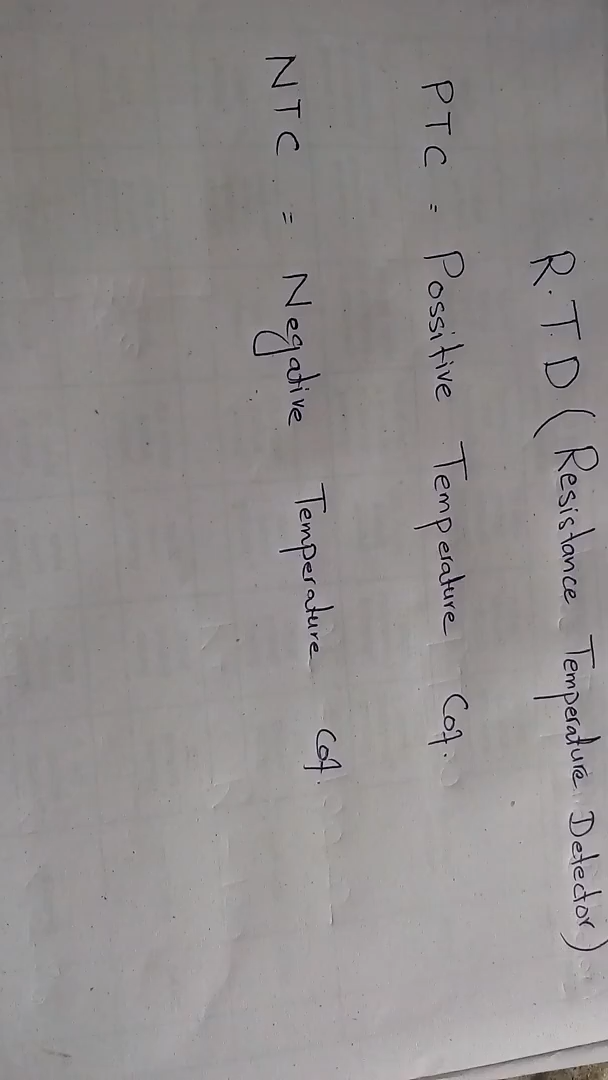 R.T.D (Resistance Temperature Detector)
PTC = Possitive Temperature Cof.
NTC = Negative Temperature Cof.